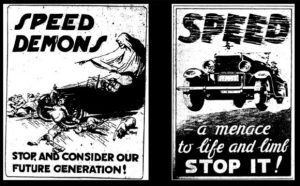 SPEED
DEMONS
STOP, AND CONSIDER OUR
FUTURE GENERATION!
SPEED
a menace
to life and limb
STOP IT!